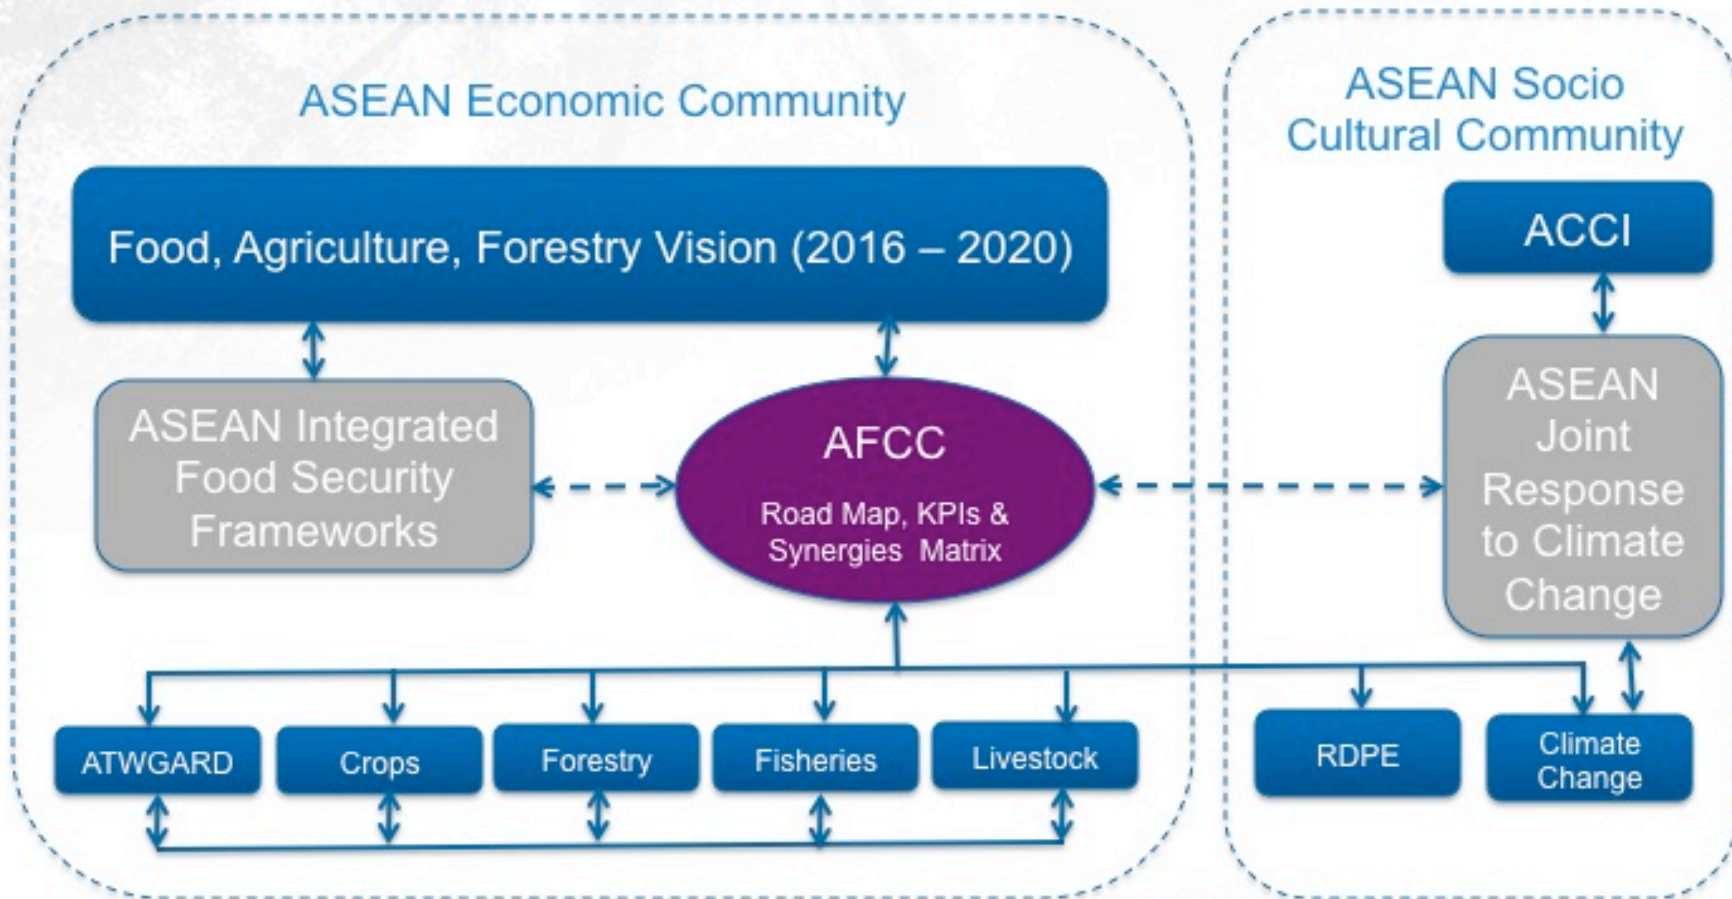 ASEAN Economic Community
Food, Agriculture, Forestry Vision (2016 – 2020)
ASEAN Integrated
Food Security
Frameworks
AFCC
Road Map, KPIs &
Synergies Matrix
ATWGARD
Crops
Forestry
Fisheries
Livestock
ASEAN Socio
Cultural Community
ACCI
ASEAN
Joint
Response
to Climate
Change
RDPE
Climate
Change